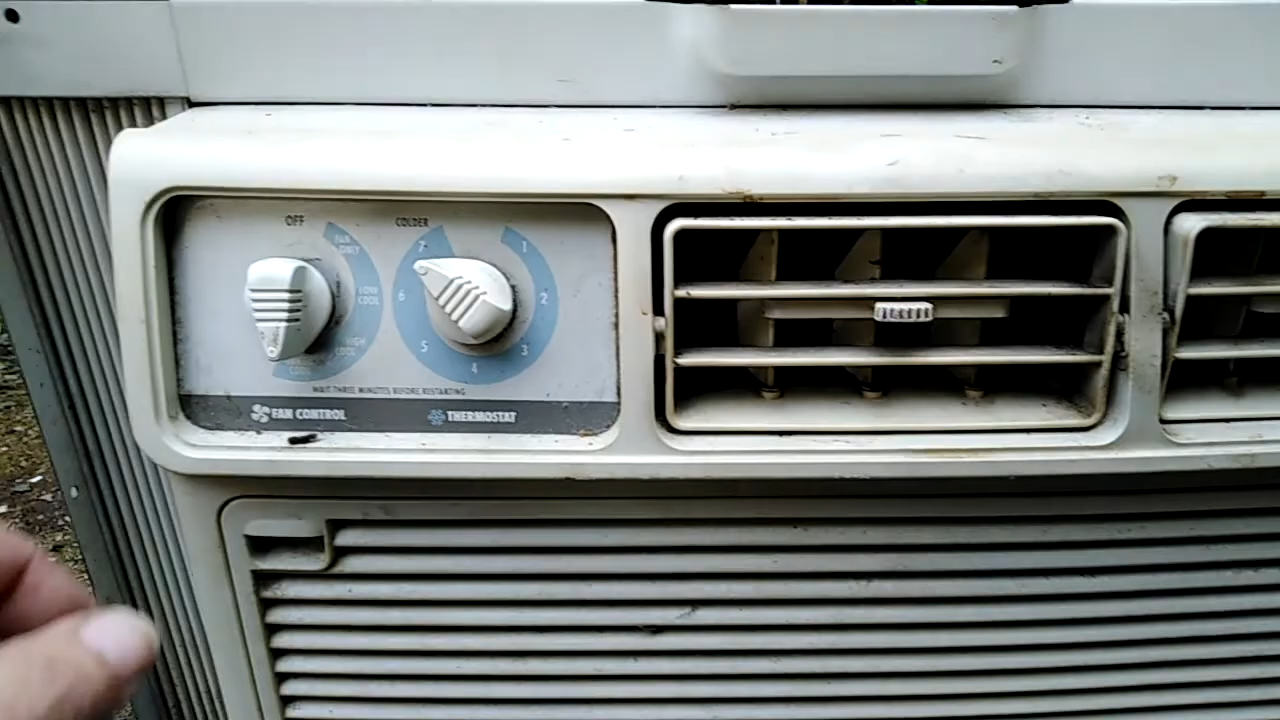 OFF
FAN
ONLY
LOW
COOL
HIGH
COOL
COOL
COLDER
7
6
5
4
3
2
1
WAIT THREE MINUTES BEFORE RESTARTING
FAN CONTROL
THERMOSTAT